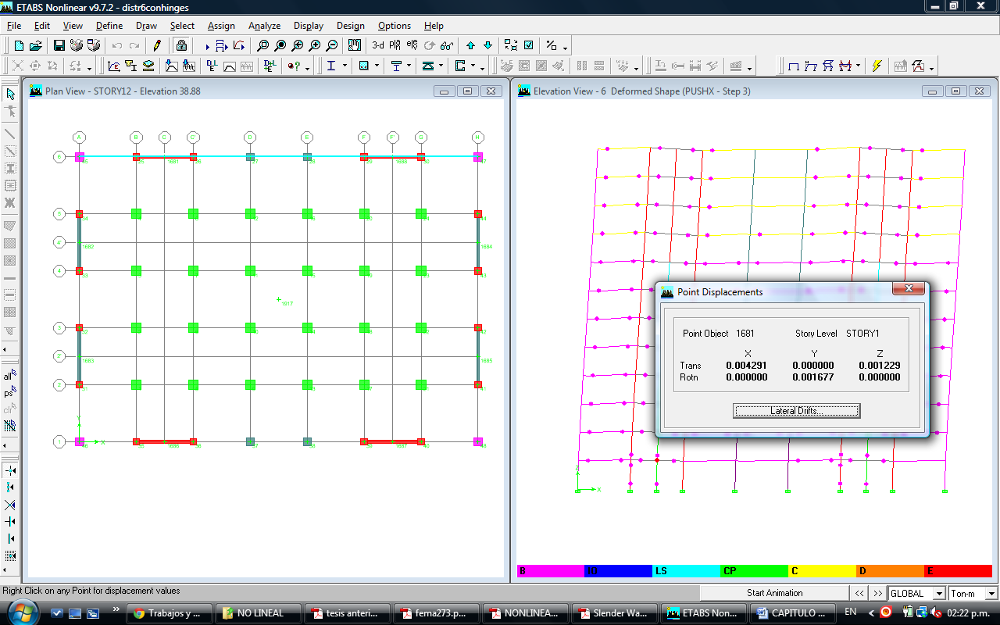 ETABS Nonlinear v9.7.2 - distr6conhinges
File Edit View Define Draw Select Assign Analyze Display Design Options Help
Plan View - STORY12 - Elevation 38.88
Elevation View - 6 Deformed Shape (PUSHX - Step 3)
A B C C' D E F F' G H
6
5
4'
4
3
2'
2
1
1681
1682
1684
1917
1683
1685
1687
Y
X
Point Displacements
Point Object 1681 Story Level STORY1
X Y Z
Trans 0.004291 0.000000 0.001229
Rotn 0.000000 0.001677 0.000000
Lateral Drifts...
Z
X
B IO LS CP C D E
Right Click on any Point for displacement values
Start Animation << >> GLOBAL Ton-m
Trabajos y ... NO LINEAL tesis anteri... fema273.p... NONLINEA... Slender Wa... ETABS Non... CAPITULO ... EN 02:22 p.m.